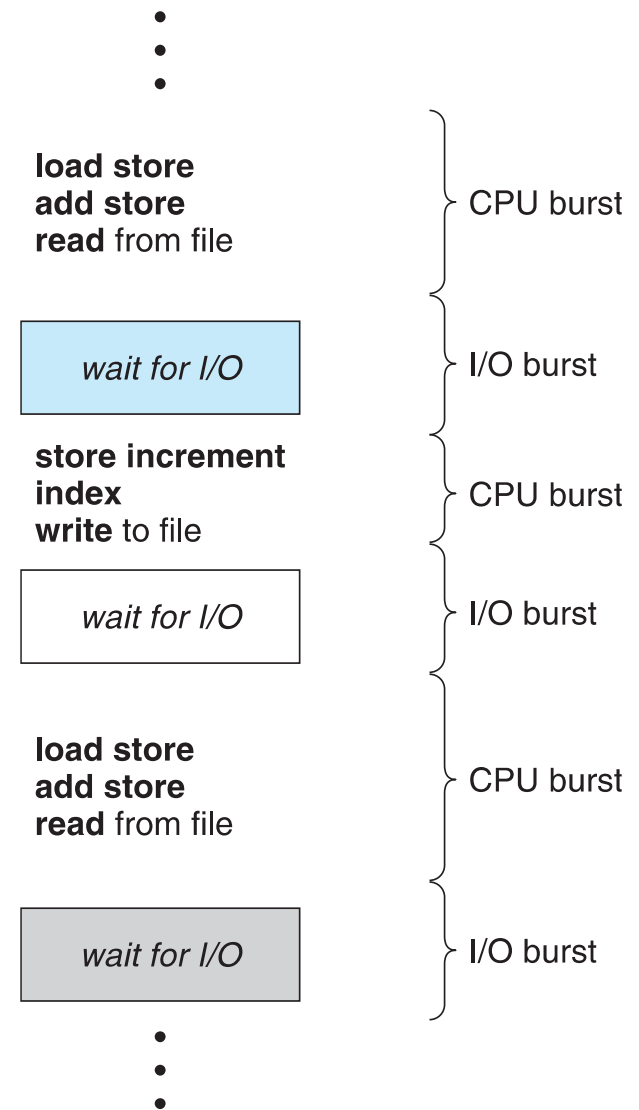 load store
add store
read from file
CPU burst
wait for I/O
I/O burst
store increment
index
write to file
CPU burst
wait for I/O
I/O burst
load store
add store
read from file
CPU burst
wait for I/O
I/O burst